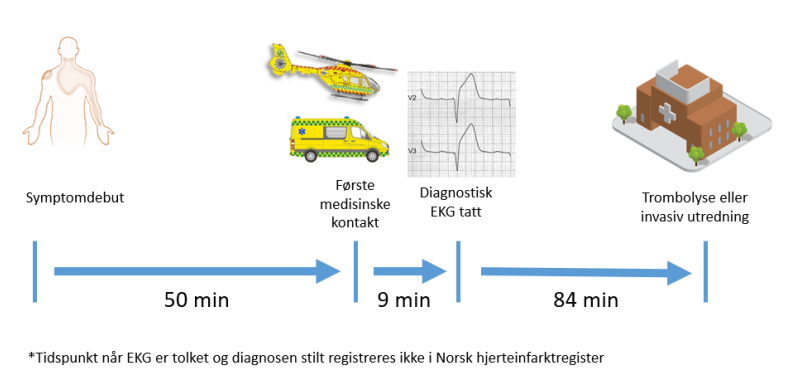 V2
V3
Symptomdebut
Første
medisinske
kontakt
Diagnostisk
EKG tatt
Trombolyse eller
invasiv utredning
50 min
9 min
84 min
*Tidspunkt når EKG er tolket og diagnosen stilt registreres ikke i Norsk hjerteinfarktregister